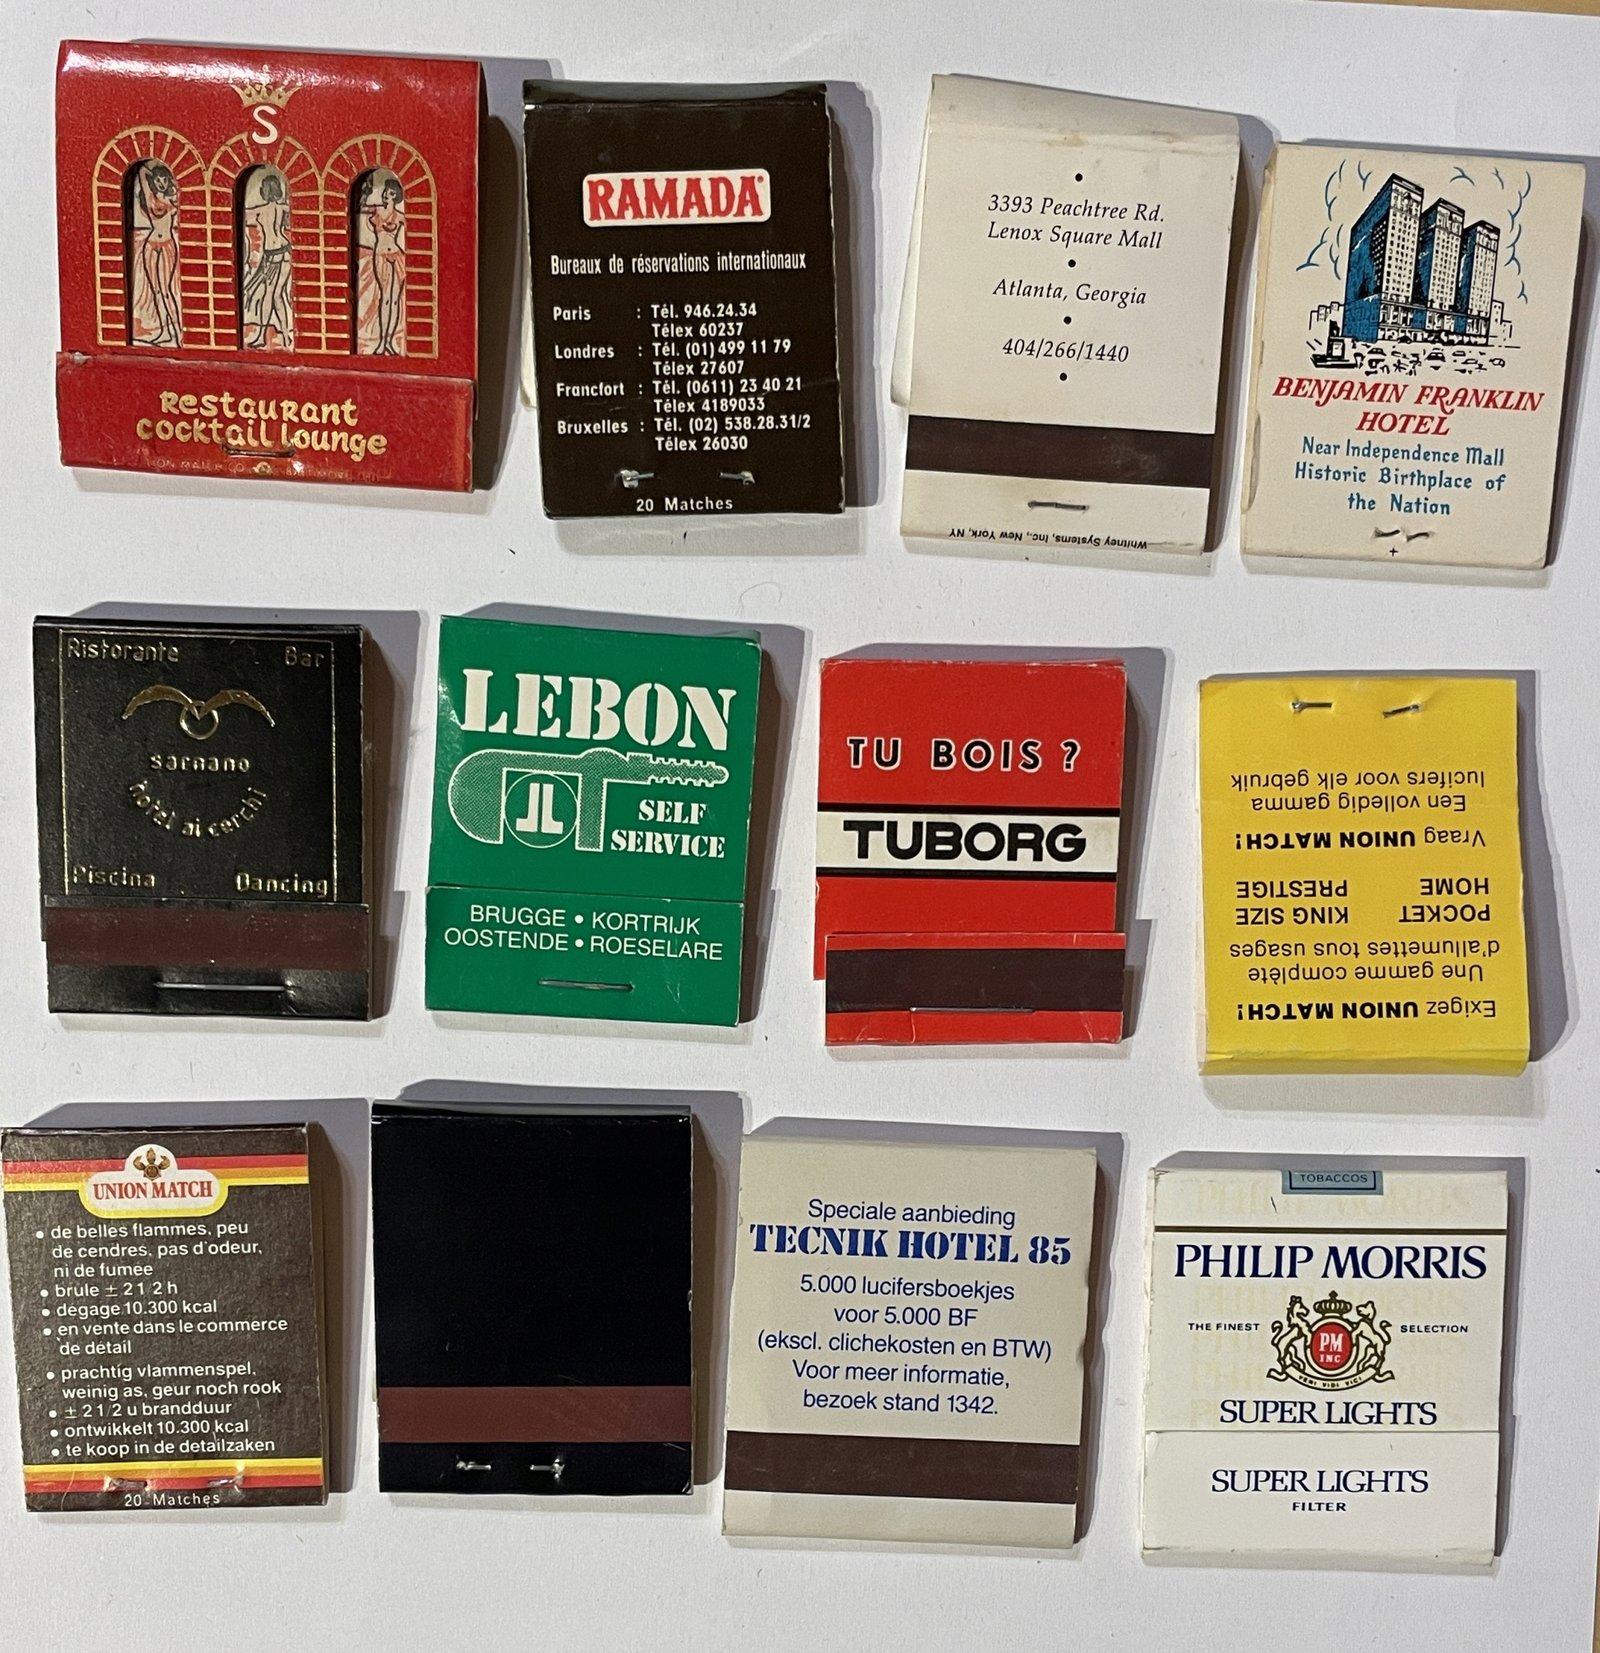 S
Restaurant
cocktail lounge
RAMADA
Bureaux de réservations internationaux
Paris : Tél. 946.24.34
Télex 60237
Londres : Tél. (01) 499 11 79
Télex 27607
Francfort : Tél. (0611) 23 40 21
Télex 4189033
Bruxelles : Tél. (02) 538.28.31/2
Télex 26030
20 Matches
3393 Peachtree Rd.
Lenox Square Mall
Atlanta, Georgia
404/266/1440
Whitney Systems, Inc., New York, NY
BENJAMIN FRANKLIN
HOTEL
Near Independence Mall
Historic Birthplace of
the Nation
Ristorante Bar
sarnano
hotel ai cerchi
Piscina Dancing
LEBON
SELF
SERVICE
BRUGGE • KORTRIJK
OOSTENDE • ROESELARE
TU BOIS ?
TUBORG
Exigez UNION MATCH!
Une gamme complète
d'allumettes tous usages
POCKET KING SIZE
HOME PRESTIGE
Vraag UNION MATCH!
Een volledig gamma
lucifers voor elk gebruik
UNION MATCH
• de belles flammes, peu
de cendres, pas d'odeur,
ni de fumée
• brule ± 2 1 2 h
• dégage 10.300 kcal
• en vente dans le commerce
de détail
• prachtig vlammenspel,
weinig as, geur noch rook
• ± 2 1 2 u brandduur
• ontwikkelt 10.300 kcal
• te koop in de detailzaken
20 Matches
Speciale aanbieding
TECNIK HOTEL 85
5.000 lucifersboekjes
voor 5.000 BF
(ekscl. clichekosten en BTW)
Voor meer informatie,
bezoek stand 1342.
TOBACCOS
PHILIP MORRIS
THE FINEST SELECTION
PM
INC.
VENI VIDI VICI
SUPER LIGHTS
SUPER LIGHTS
FILTER